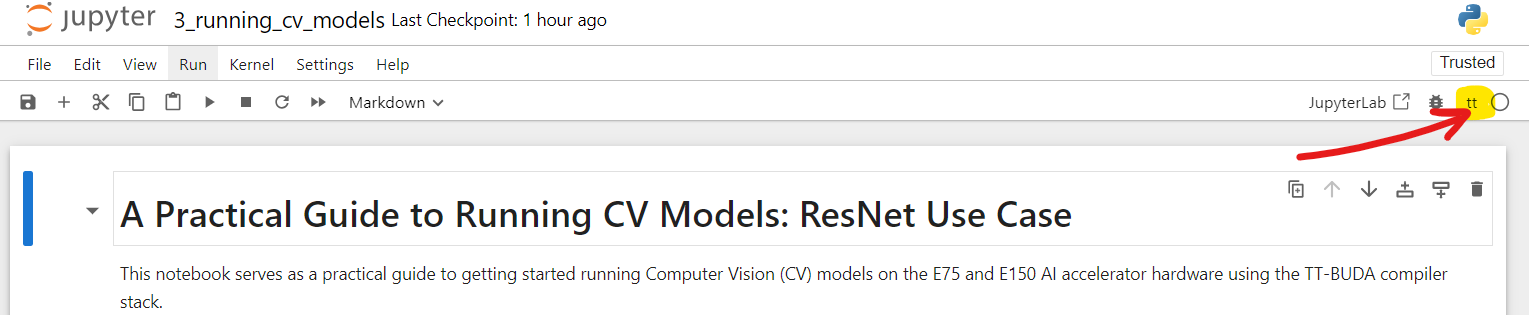 jupyter 3_running_cv_models Last Checkpoint: 1 hour ago
File Edit View Run Kernel Settings Help Trusted
Markdown JupyterLab tt
A Practical Guide to Running CV Models: ResNet Use Case
This notebook serves as a practical guide to getting started running Computer Vision (CV) models on the E75 and E150 AI accelerator hardware using the TT-BUDA compiler
stack.